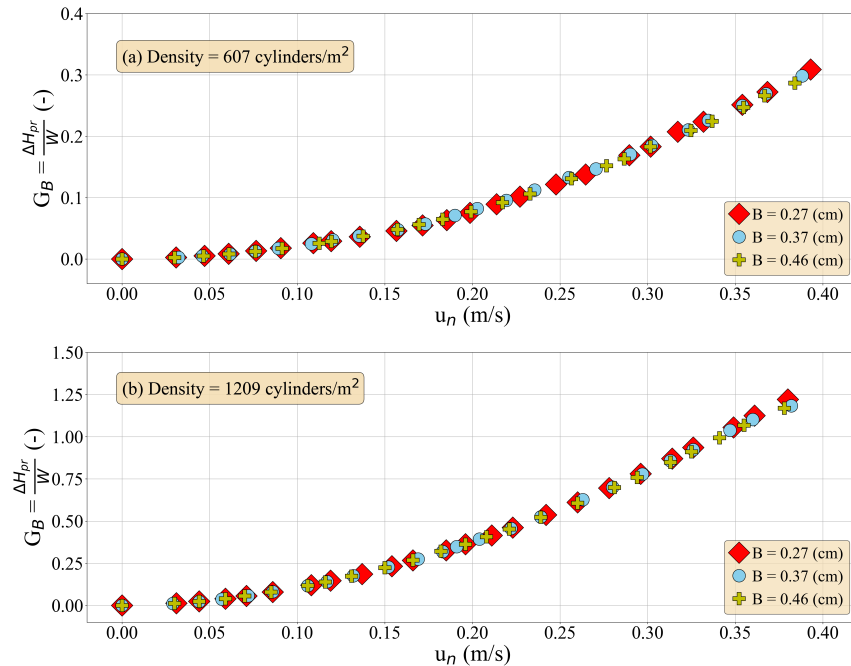 (a) Density = 607 cylinders/m²
G_B = ΔH_pr/W (-)
0.4
0.3
0.2
0.1
0.0
0.00 0.05 0.10 0.15 0.20 0.25 0.30 0.35 0.40
u_n (m/s)
B = 0.27 (cm)
B = 0.37 (cm)
B = 0.46 (cm)
(b) Density = 1209 cylinders/m²
G_B = ΔH_pr/W (-)
1.50
1.25
1.00
0.75
0.50
0.25
0.00
0.00 0.05 0.10 0.15 0.20 0.25 0.30 0.35 0.40
u_n (m/s)
B = 0.27 (cm)
B = 0.37 (cm)
B = 0.46 (cm)